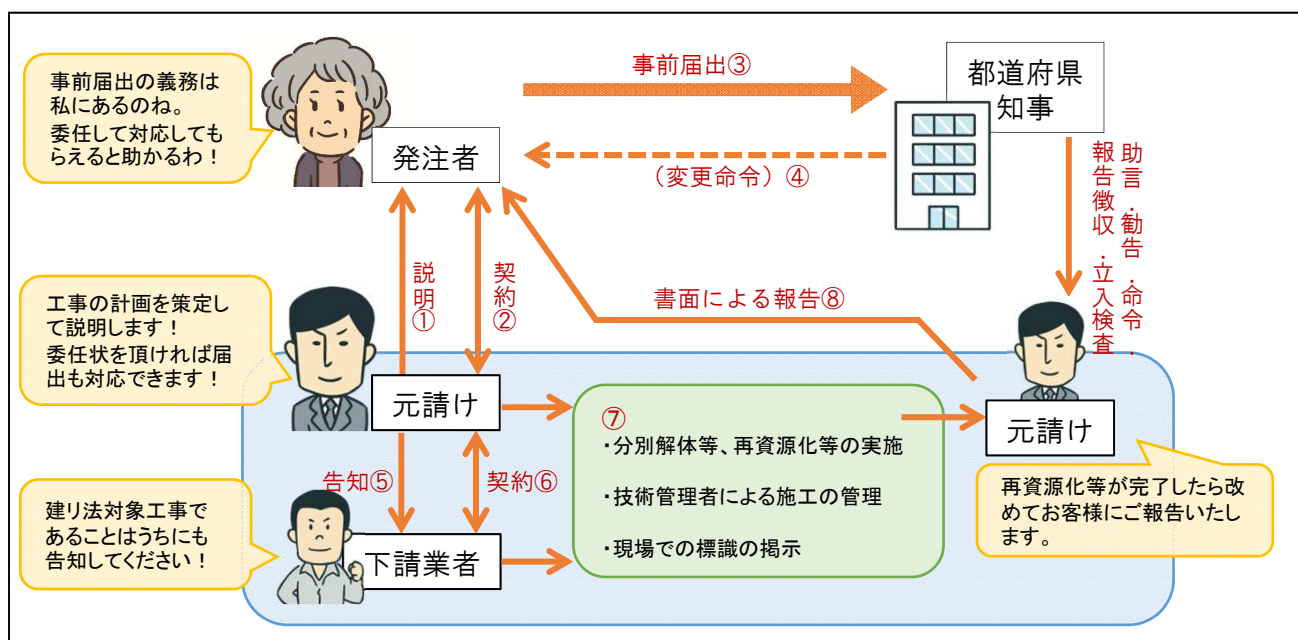 事前届出の義務は
私にあるのね。
委任して対応しても
らえると助かるわ！
発注者
事前届出③
（変更命令）④
都道府県
知事
助言・勧告・命令・
報告徴収・立入検査
説明①
契約②
書面による報告⑧
工事の計画を策定し
て説明します！
委任状を頂ければ届
出も対応できます！
元請け
告知⑤
契約⑥
建リ法対象工事で
あることはうちにも
告知してください！
下請業者
⑦
・分別解体等、再資源化等の実施
・技術管理者による施工の管理
・現場での標識の掲示
元請け
再資源化等が完了したら改
めてお客様にご報告いたし
ます。